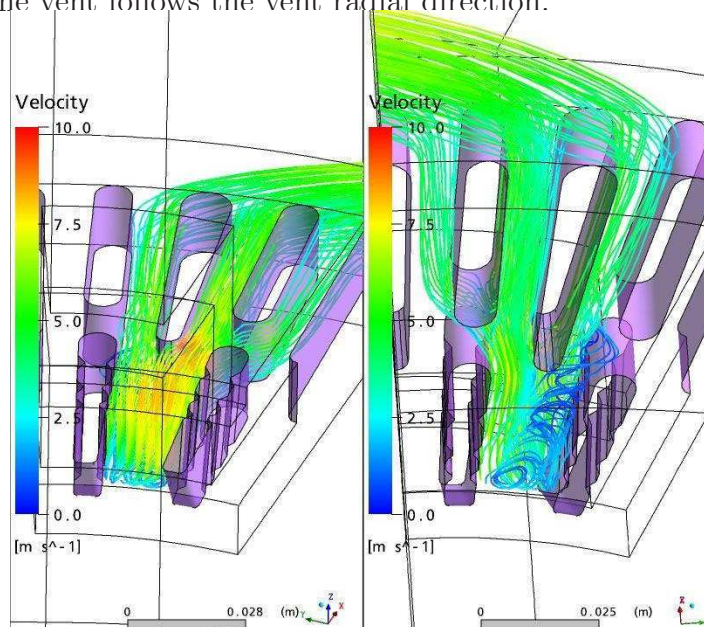 he vent follows the vent radial direction.
Velocity
10.0
7.5
5.0
2.5
0.0
[m s^-1]
0 0.028 (m)
Z
X
Y
Velocity
10.0
7.5
5.0
2.5
0.0
[m s^-1]
0 0.025 (m)
Z